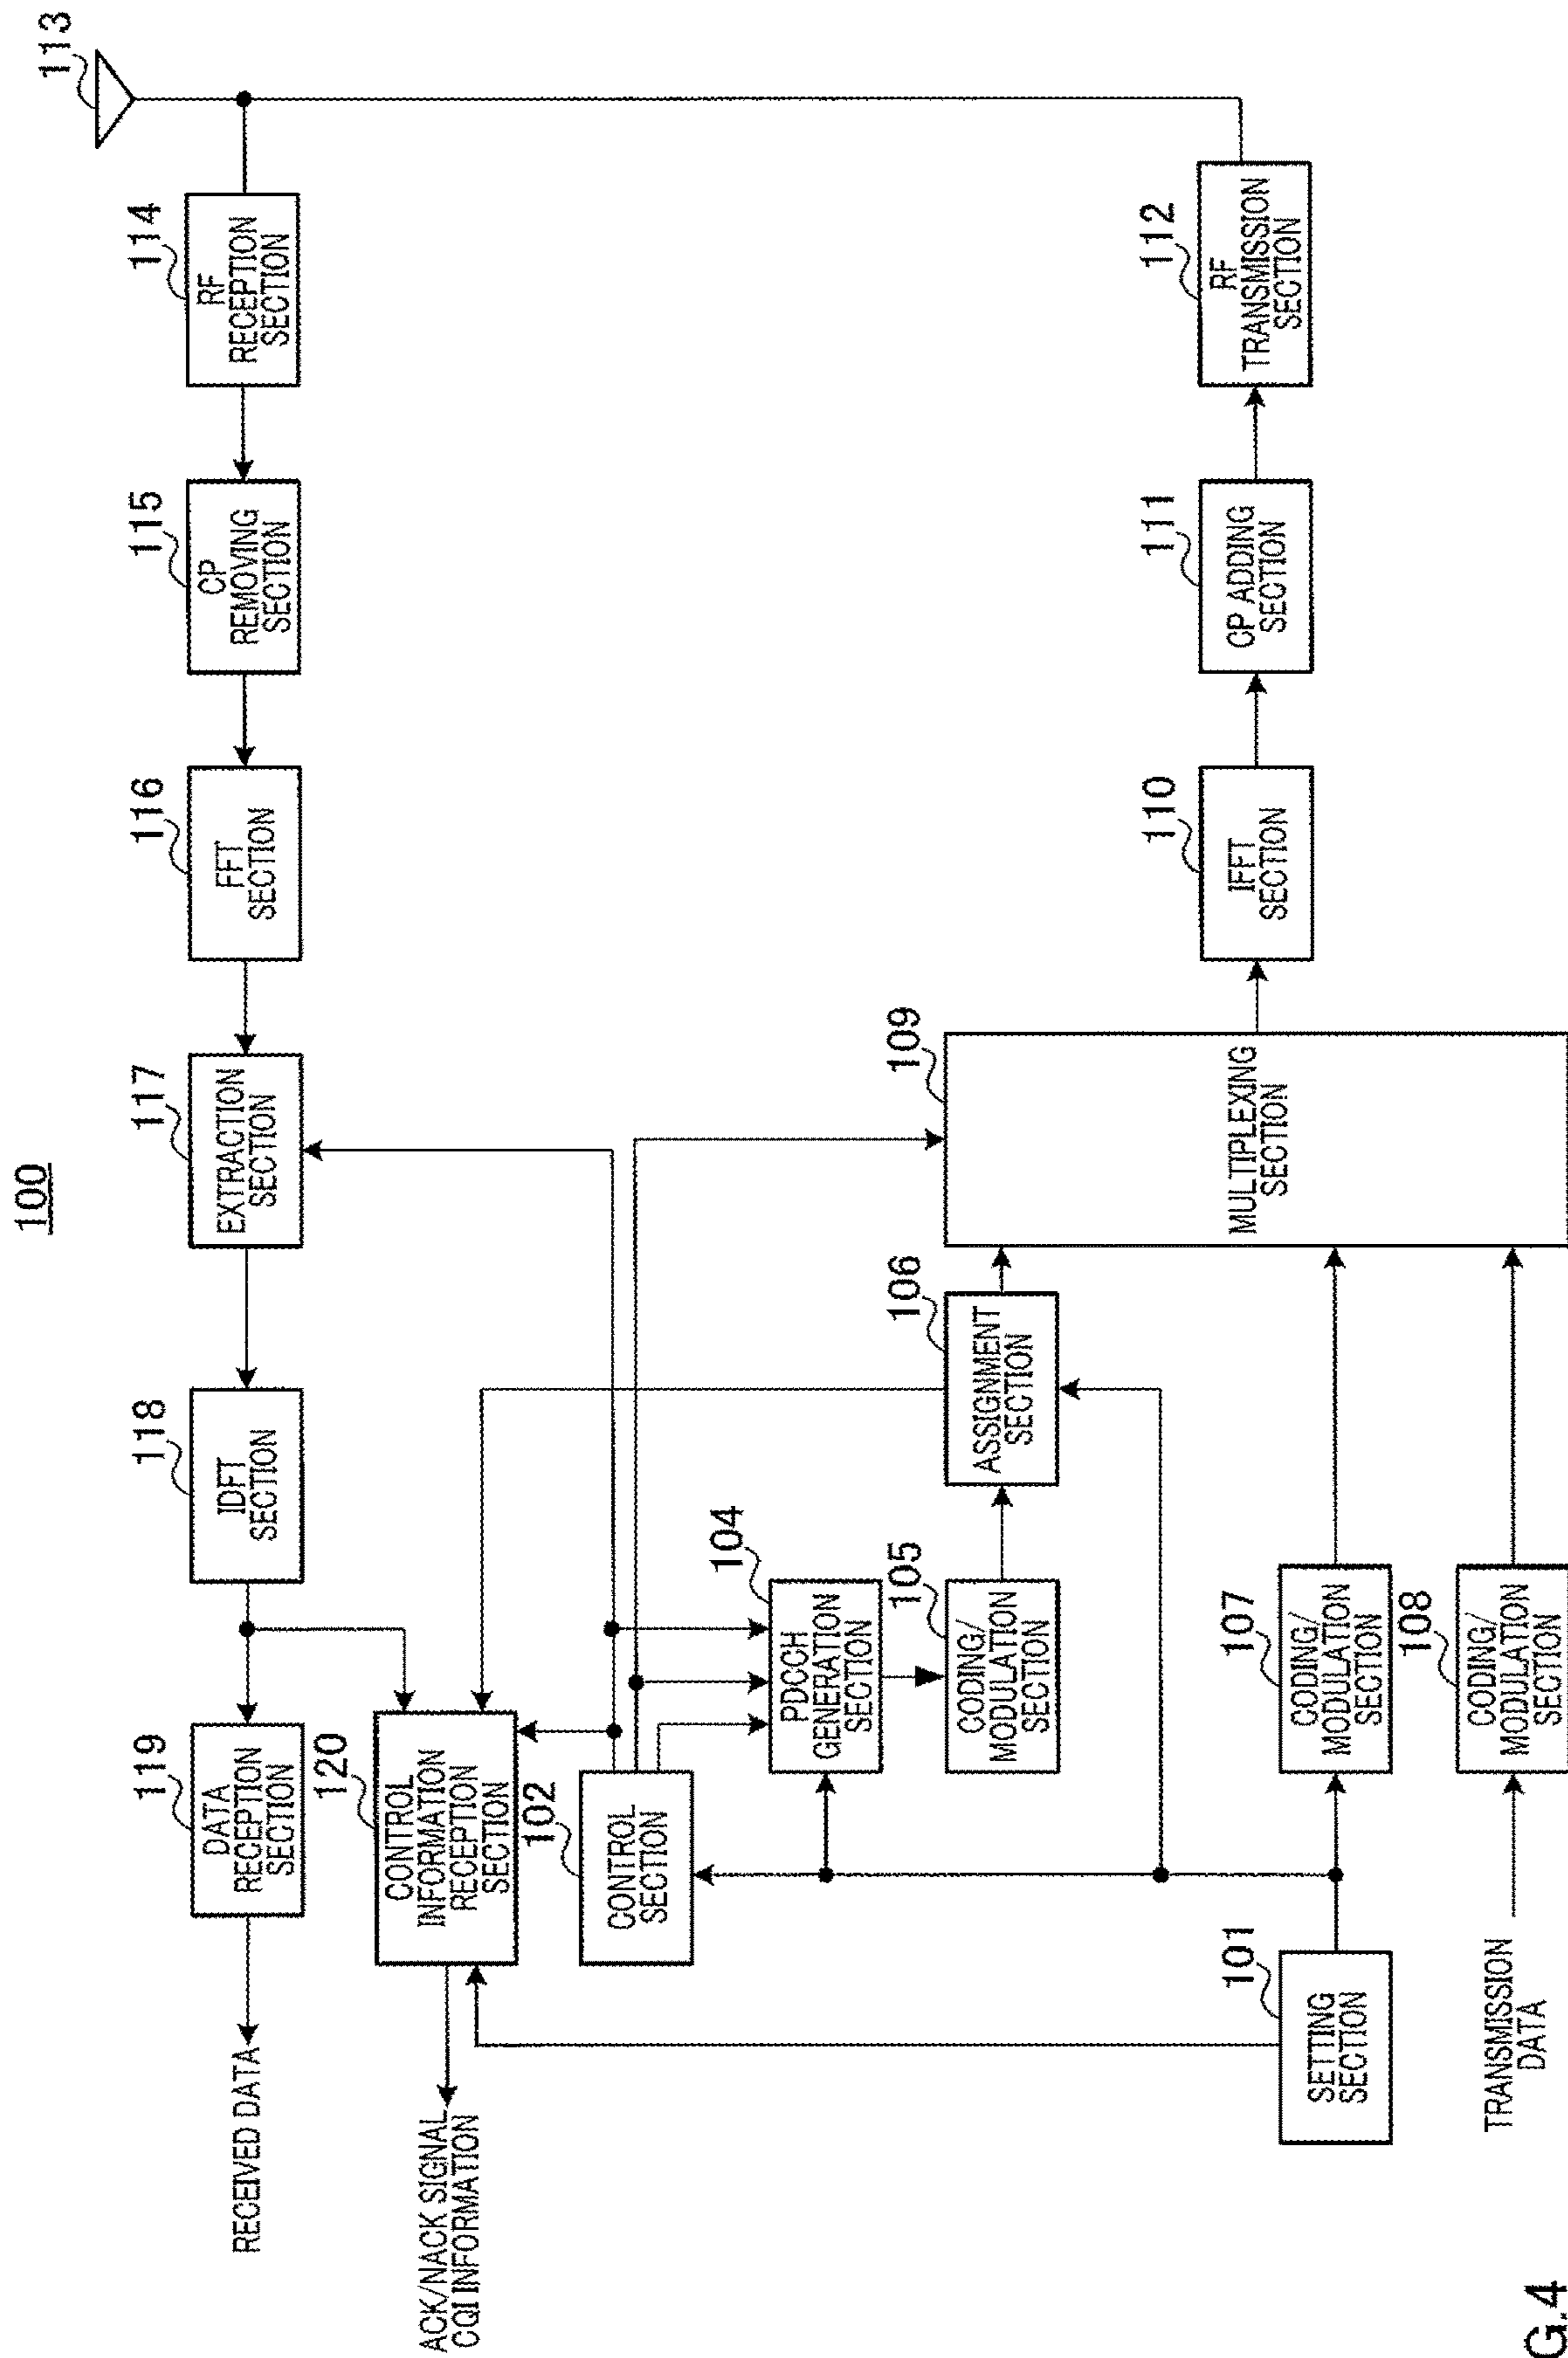 100
113
RECEIVED DATA
119
DATA
RECEPTION
SECTION
118
IDFT
SECTION
117
EXTRACTION
SECTION
116
FFT
SECTION
115
CP
REMOVING
SECTION
114
RF
RECEPTION
SECTION
ACK/NACK SIGNAL
CQI INFORMATION
120
CONTROL
INFORMATION
RECEPTION
SECTION
102
CONTROL
SECTION
104
PDCCH
GENERATION
SECTION
105
CODING/
MODULATION
SECTION
106
ASSIGNMENT
SECTION
109
MULTIPLEXING
SECTION
110
IFFT
SECTION
111
CP ADDING
SECTION
112
RF
TRANSMISSION
SECTION
101
SETTING
SECTION
107
CODING/
MODULATION
SECTION
TRANSMISSION
DATA
108
CODING/
MODULATION
SECTION
G.4